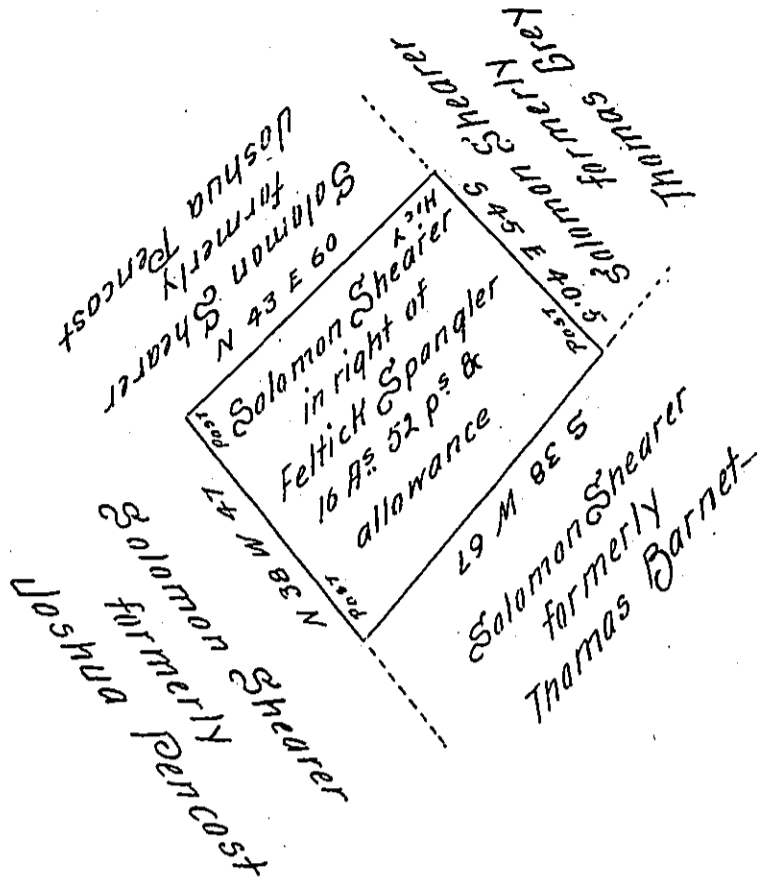 Joshua Pencost
formerly
Solomon Shearer
N 43 E 60
Thomas Grey
formerly
Solomon Shearer
S 45 E 40.5
Hic'y
Post
Post
Post
Solomon Shearer
in right of
Feltick Spangler
16 As. 52 ps &
allowance
N 38 W 47
S 38 W 67
Solomon Shearer
formerly
Joshua Pencost
Solomon Shearer
formerly
Thomas Barnet